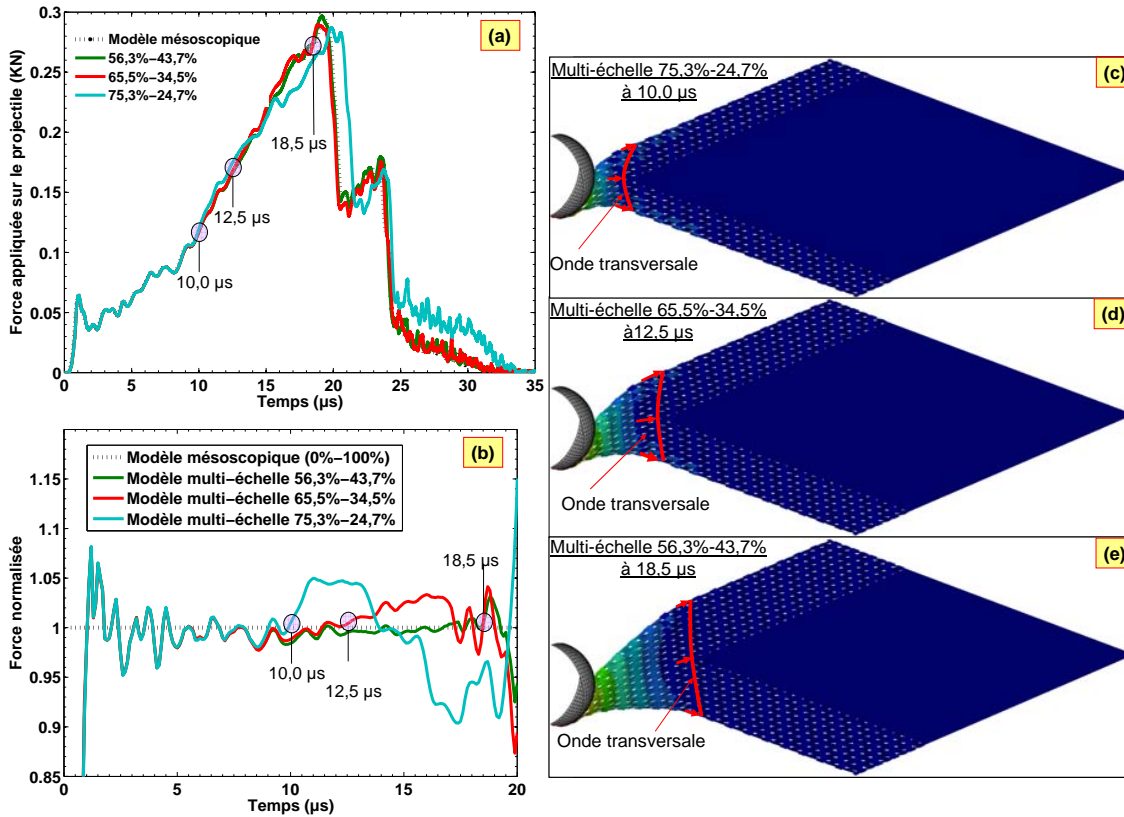 (a)
Force appliquée sur le projectile (KN)
0.3
0.25
0.2
0.15
0.1
0.05
0
Modèle mésoscopique
56,3%−43,7%
65,5%−34,5%
75,3%−24,7%
18,5 µs
12,5 µs
10,0 µs
0 5 10 15 20 25 30 35
Temps (µs)
(b)
Force normalisée
1.15
1.1
1.05
1
0.95
0.9
0.85
Modèle mésoscopique (0%−100%)
Modèle multi−échelle 56,3%−43,7%
Modèle multi−échelle 65,5%−34,5%
Modèle multi−échelle 75,3%−24,7%
18,5 µs
10,0 µs
12,5 µs
0 5 10 15 20
Temps (µs)
Multi-échelle 75,3%-24,7%
à 10,0 µs
(c)
Onde transversale
Multi-échelle 65,5%-34,5%
à12,5 µs
(d)
Onde transversale
Multi-échelle 56,3%-43,7%
à 18,5 µs
(e)
Onde transversale